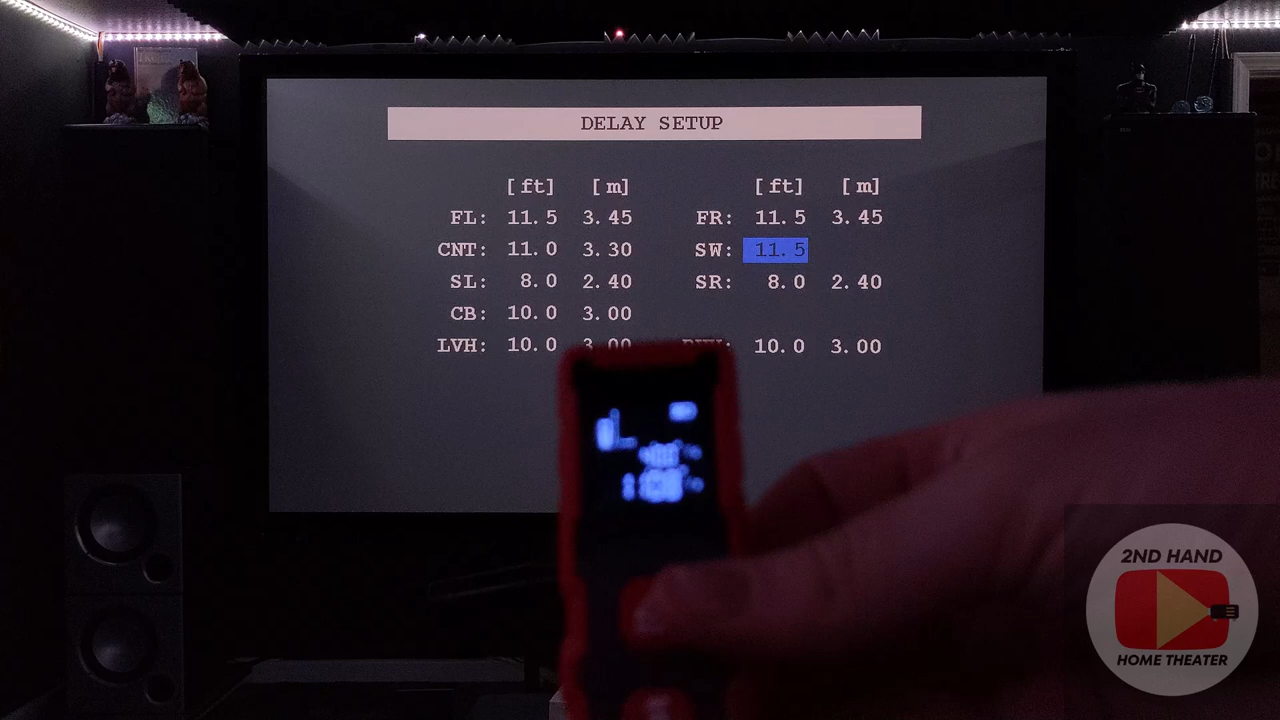 DELAY SETUP
[ft] [m] [ft] [m]
FL: 11.5 3.45 FR: 11.5 3.45
CNT: 11.0 3.30 SW: 11.5
SL: 8.0 2.40 SR: 8.0 2.40
CB: 10.0 3.00
LVH: 10.0 3.00 10.0 3.00
2ND HAND
HOME THEATER